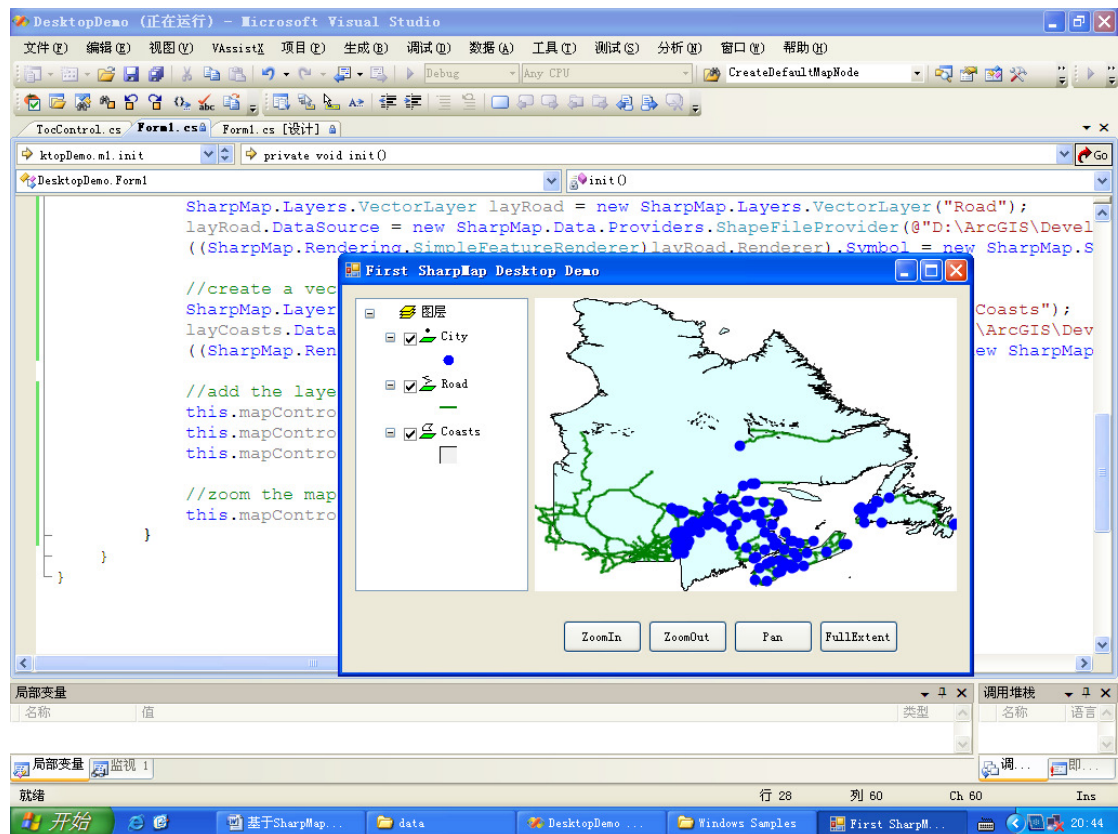 DesktopDemo (正在运行) - Microsoft Visual Studio
文件(F) 编辑(E) 视图(V) VAssistX 项目(P) 生成(B) 调试(D) 数据(A) 工具(T) 测试(S) 分析(N) 窗口(W) 帮助(H)
Debug Any CPU CreateDefaultMapNode
TocControl.cs Form1.cs Form1.cs [设计]
ktopDemo.m1.init private void init() Go
DesktopDemo.Form1 init()
SharpMap.Layers.VectorLayer layRoad = new SharpMap.Layers.VectorLayer("Road");
layRoad.DataSource = new SharpMap.Data.Providers.ShapeFileProvider(@"D:\ArcGIS\Devel
((SharpMap.Rendering.SimpleFeatureRenderer)layRoad.Renderer).Symbol = new SharpMap.S
//create a vec
SharpMap.Layer Coasts");
layCoasts.Data \ArcGIS\Dev
((SharpMap.Ren ew SharpMap
//add the laye
this.mapContro
this.mapContro
this.mapContro
//zoom the map
this.mapContro
}
}
}
First SharpMap Desktop Demo
图层
City
Road
Coasts
ZoomIn ZoomOut Pan FullExtent
局部变量 调用堆栈
名称 值 类型 名称 语言
局部变量 监视 1 调... 即...
就绪 行 28 列 60 Ch 60 Ins
开始 基于SharpMap... data DesktopDemo ... Windows Samples First SharpM... 20:44